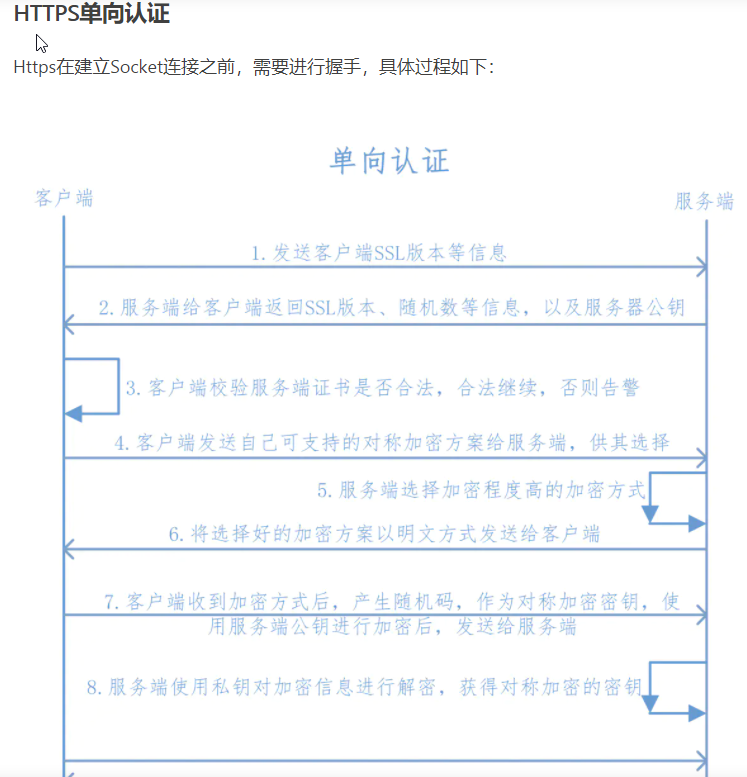 HTTPS单向认证
Https在建立Socket连接之前，需要进行握手，具体过程如下：
单向认证
客户端
服务端
1.发送客户端SSL版本等信息
2.服务端给客户端返回SSL版本、随机数等信息，以及服务器公钥
3.客户端校验服务端证书是否合法，合法继续，否则告警
4.客户端发送自己可支持的对称加密方案给服务端，供其选择
5.服务端选择加密程度高的加密方式
6.将选择好的加密方案以明文方式发送给客户端
7.客户端收到加密方式后，产生随机码，作为对称加密密钥，使
用服务端公钥进行加密后，发送给服务端
8.服务端使用私钥对加密信息进行解密，获得对称加密的密钥